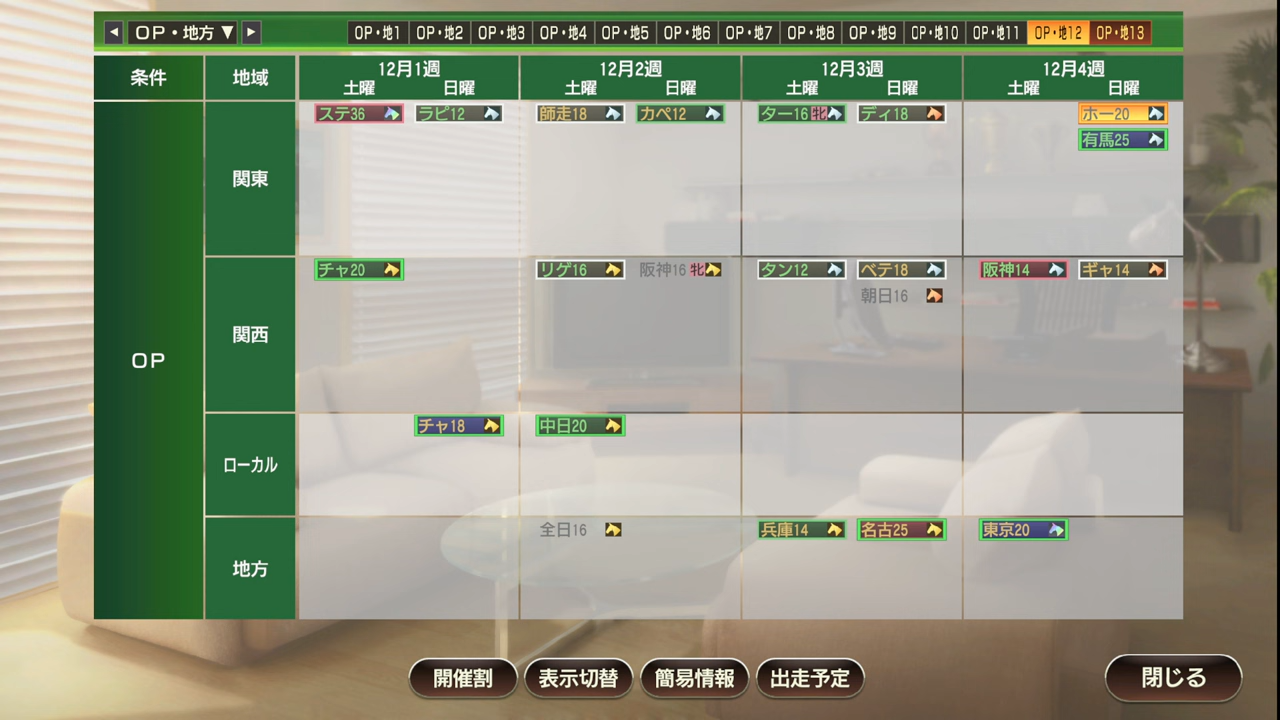 ◀ OP・地方 ▼ ▶ OP・地1 OP・地2 OP・地3 OP・地4 OP・地5 OP・地6 OP・地7 OP・地8 OP・地9 OP・地10 OP・地11 OP・地12 OP・地13
条件 地域 12月1週 12月2週 12月3週 12月4週
土曜 日曜 土曜 日曜 土曜 日曜 土曜 日曜
OP
関東
ステ36 ラピ12 師走18 カペ12 ター16牝 ディ18 ホー20
有馬25
関西
チャ20 リゲ16 阪神16牝 タン12 ベテ18 阪神14 ギャ14
朝日16
ローカル
チャ18 中日20
地方
全日16 兵庫14 名古25 東京20
開催割 表示切替 簡易情報 出走予定 閉じる